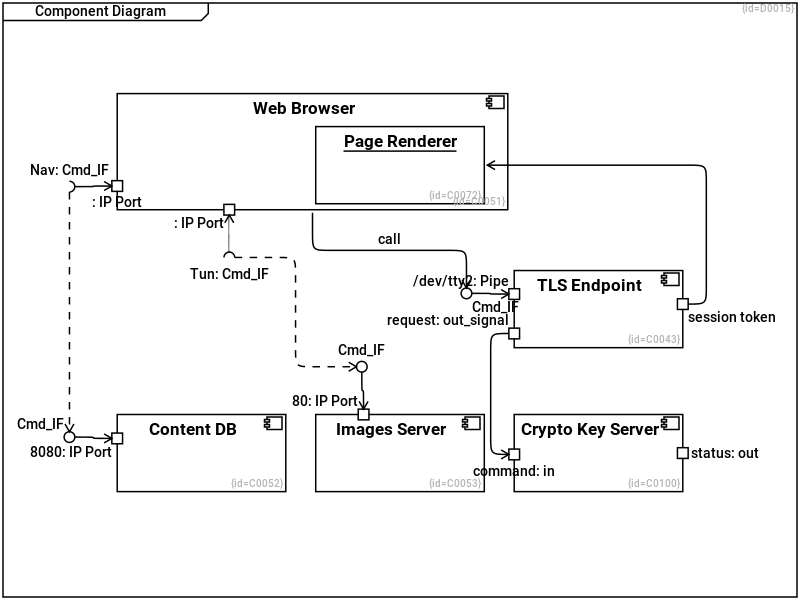 Component Diagram
{id=D0015}
Web Browser
Page Renderer
{id=C0072}
{id=C0051}
Nav: Cmd_IF
: IP Port
: IP Port
Tun: Cmd_IF
call
/dev/tty2: Pipe
Cmd_IF
request: out_signal
TLS Endpoint
{id=C0043}
session token
Cmd_IF
80: IP Port
Cmd_IF
8080: IP Port
Content DB
{id=C0052}
Images Server
{id=C0053}
Crypto Key Server
{id=C0100}
command: in
status: out